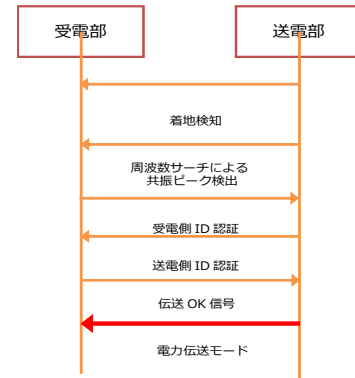 受電部
送電部
着地検知
周波数サーチによる
共振ピーク検出
受電側 ID 認証
送電側 ID 認証
伝送 OK 信号
電力伝送モード